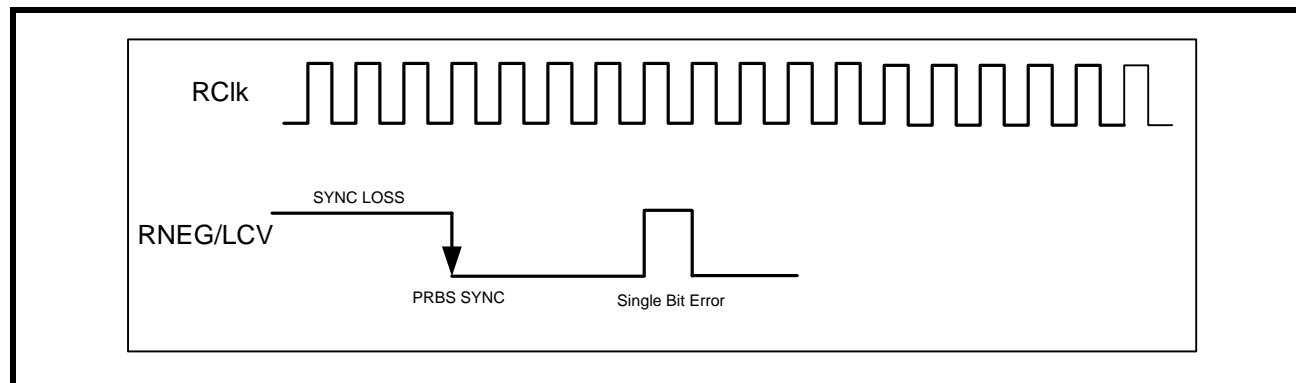 RClk
SYNC LOSS
RNEG/LCV
PRBS SYNC
Single Bit Error